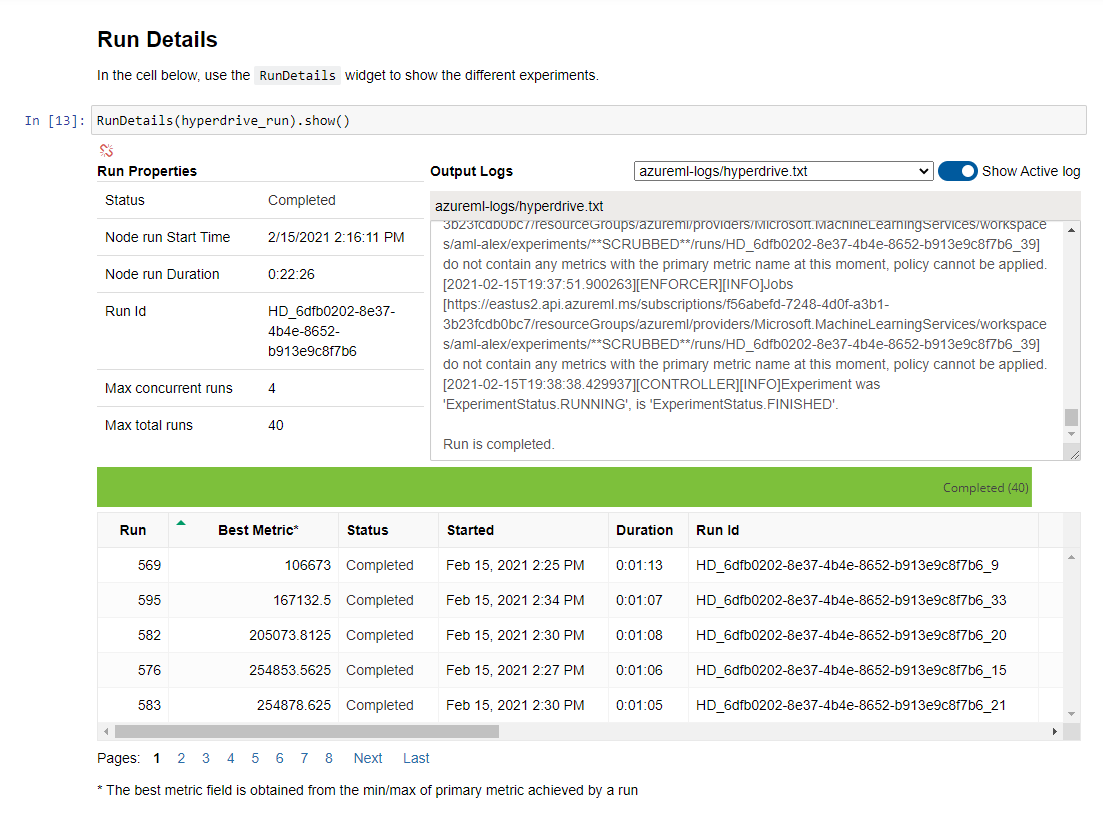 Run Details
In the cell below, use the RunDetails widget to show the different experiments.
In [13]: RunDetails(hyperdrive_run).show()
Run Properties
Status Completed
Node run Start Time 2/15/2021 2:16:11 PM
Node run Duration 0:22:26
Run Id HD_6dfb0202-8e37-
4b4e-8652-
b913e9c8f7b6
Max concurrent runs 4
Max total runs 40
Output Logs azureml-logs/hyperdrive.txt Show Active log
azureml-logs/hyperdrive.txt
3b23fcdb0bc7/resourceGroups/azureml/providers/Microsoft.MachineLearningServices/workspace
s/aml-alex/experiments/**SCRUBBED**/runs/HD_6dfb0202-8e37-4b4e-8652-b913e9c8f7b6_39]
do not contain any metrics with the primary metric name at this moment, policy cannot be applied.
[2021-02-15T19:37:51.900263][ENFORCER][INFO]Jobs
[https://eastus2.api.azureml.ms/subscriptions/f56abefd-7248-4d0f-a3b1-
3b23fcdb0bc7/resourceGroups/azureml/providers/Microsoft.MachineLearningServices/workspace
s/aml-alex/experiments/**SCRUBBED**/runs/HD_6dfb0202-8e37-4b4e-8652-b913e9c8f7b6_39]
do not contain any metrics with the primary metric name at this moment, policy cannot be applied.
[2021-02-15T19:38:38.429937][CONTROLLER][INFO]Experiment was
'ExperimentStatus.RUNNING', is 'ExperimentStatus.FINISHED'.
Run is completed.
Completed (40)
Run Best Metric* Status Started Duration Run Id
569 106673 Completed Feb 15, 2021 2:25 PM 0:01:13 HD_6dfb0202-8e37-4b4e-8652-b913e9c8f7b6_9
595 167132.5 Completed Feb 15, 2021 2:34 PM 0:01:07 HD_6dfb0202-8e37-4b4e-8652-b913e9c8f7b6_33
582 205073.8125 Completed Feb 15, 2021 2:30 PM 0:01:08 HD_6dfb0202-8e37-4b4e-8652-b913e9c8f7b6_20
576 254853.5625 Completed Feb 15, 2021 2:27 PM 0:01:06 HD_6dfb0202-8e37-4b4e-8652-b913e9c8f7b6_15
583 254878.625 Completed Feb 15, 2021 2:30 PM 0:01:05 HD_6dfb0202-8e37-4b4e-8652-b913e9c8f7b6_21
Pages: 1 2 3 4 5 6 7 8 Next Last
* The best metric field is obtained from the min/max of primary metric achieved by a run